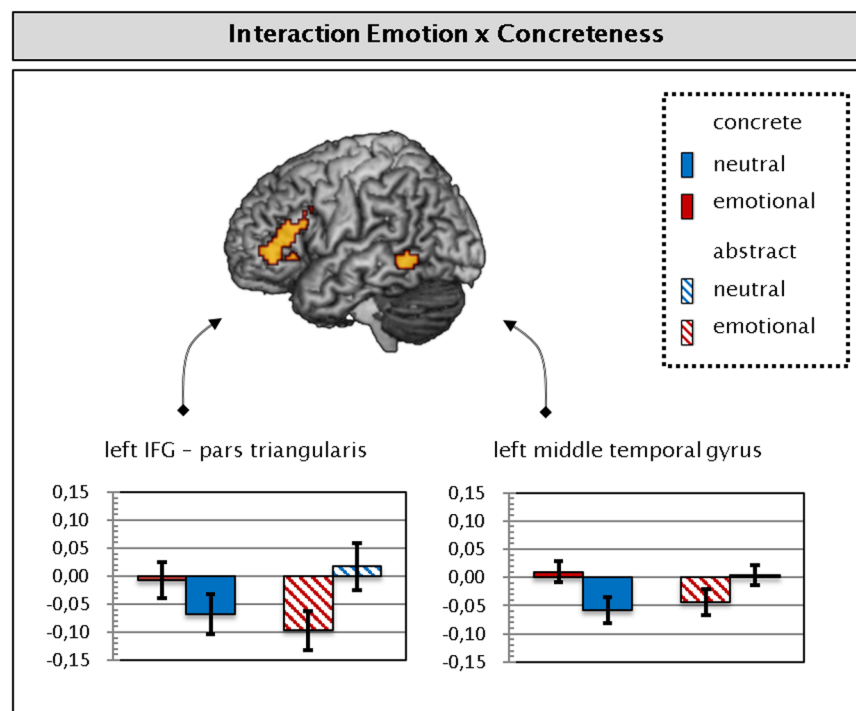 Interaction Emotion x Concreteness
concrete
neutral
emotional
abstract
neutral
emotional
left IFG – pars triangularis
0,15
0,10
0,05
0,00
-0,05
-0,10
-0,15
left middle temporal gyrus
0,15
0,10
0,05
0,00
-0,05
-0,10
-0,15